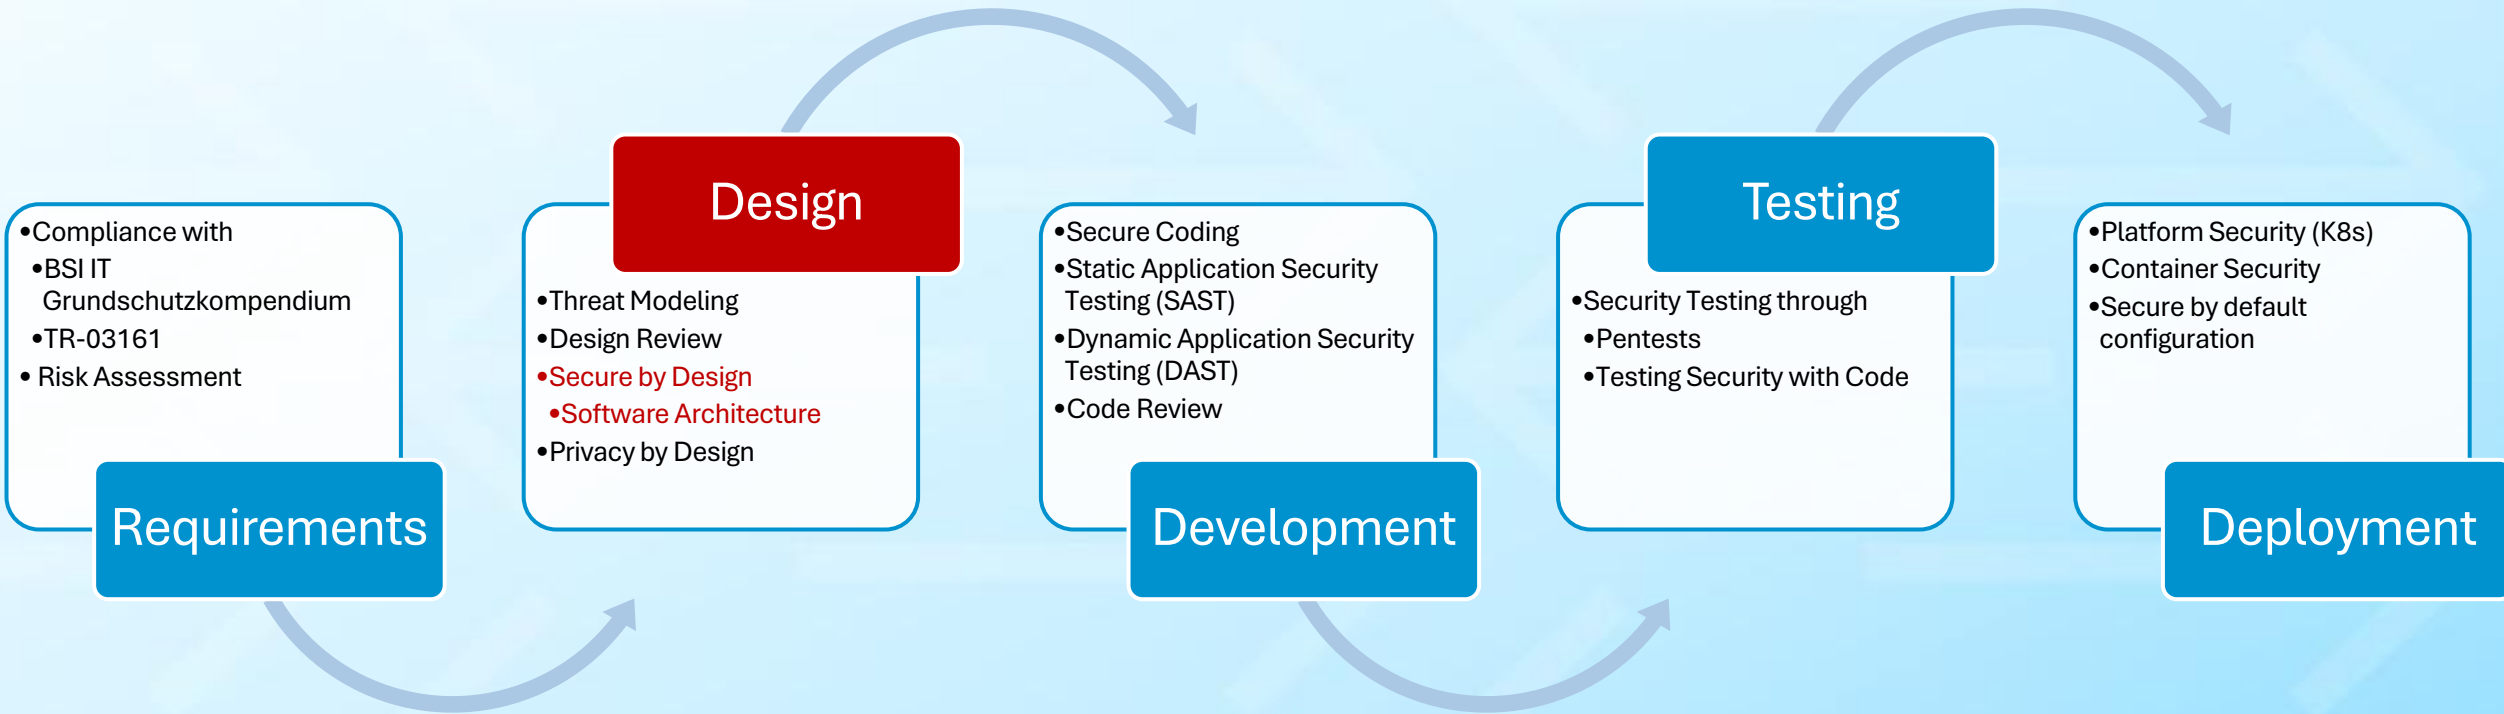 •Compliance with
•BSI IT
Grundschutzkompendium
•TR-03161
• Risk Assessment
Requirements
Design
•Threat Modeling
•Design Review
•Secure by Design
•Software Architecture
•Privacy by Design
•Secure Coding
•Static Application Security
Testing (SAST)
•Dynamic Application Security
Testing (DAST)
•Code Review
Development
Testing
•Security Testing through
•Pentests
•Testing Security with Code
•Platform Security (K8s)
•Container Security
•Secure by default
configuration
Deployment